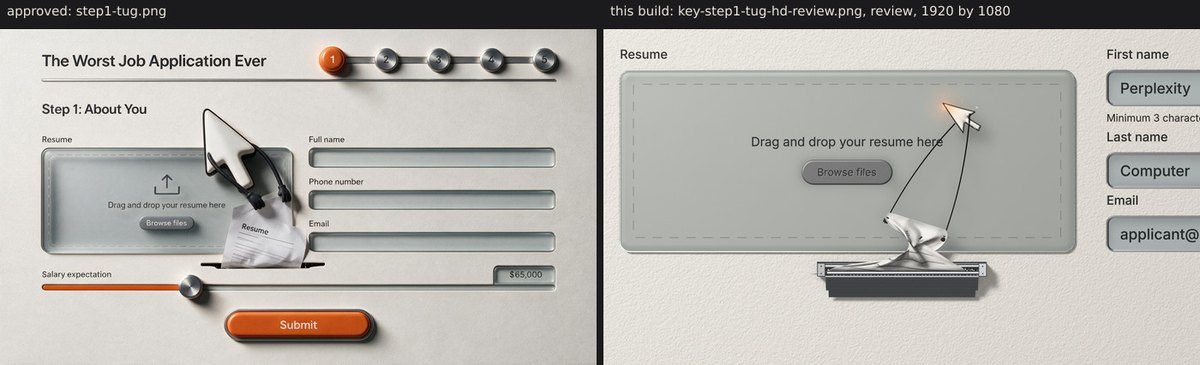 approved: step1-tug.png
The Worst Job Application Ever
1
2
3
4
5
Step 1: About You
Resume
Drag and drop your resume here
Browse files
Resume
Full name
Phone number
Email
Salary expectation
$65,000
Submit
this build: key-step1-tug-hd-review.png, review, 1920 by 1080
Resume
Drag and drop your resume here
Browse files
First name
Perplexity
Minimum 3 characte
Last name
Computer
Email
applicant@